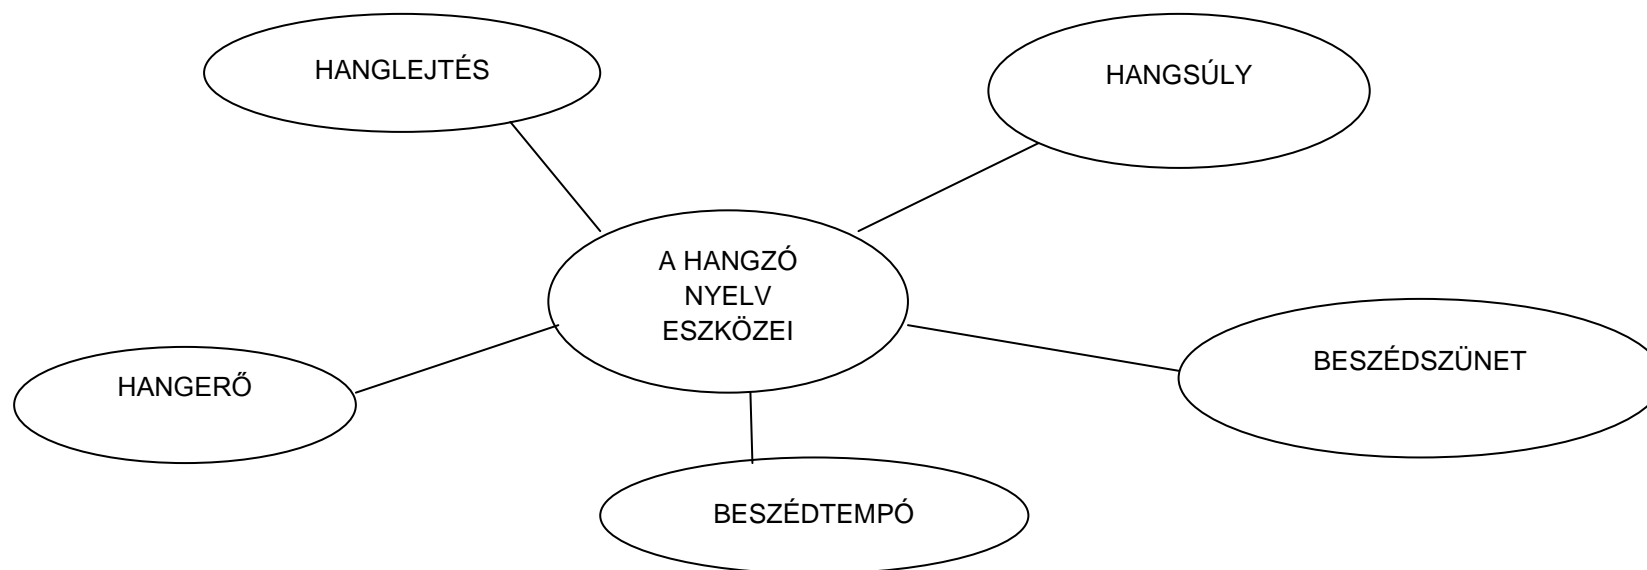 HANGLEJTÉS
HANGSÚLY
A HANGZÓ
NYELV
ESZKÖZEI
BESZÉDSZÜNET
HANGERŐ
BESZÉDTEMPÓ